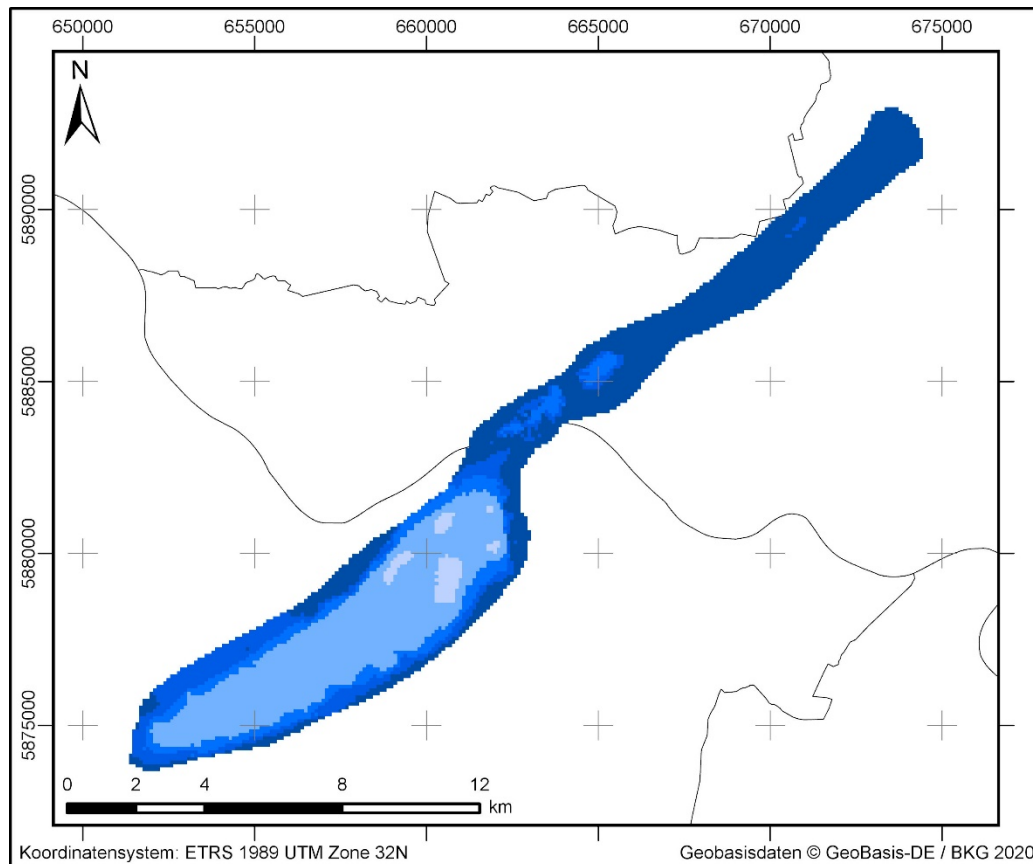 650000 655000 660000 665000 670000 675000
N
5890000
5885000
5880000
5875000
0 2 4 8 12
km
Koordinatensystem: ETRS 1989 UTM Zone 32N
Geobasisdaten © GeoBasis-DE / BKG 2020